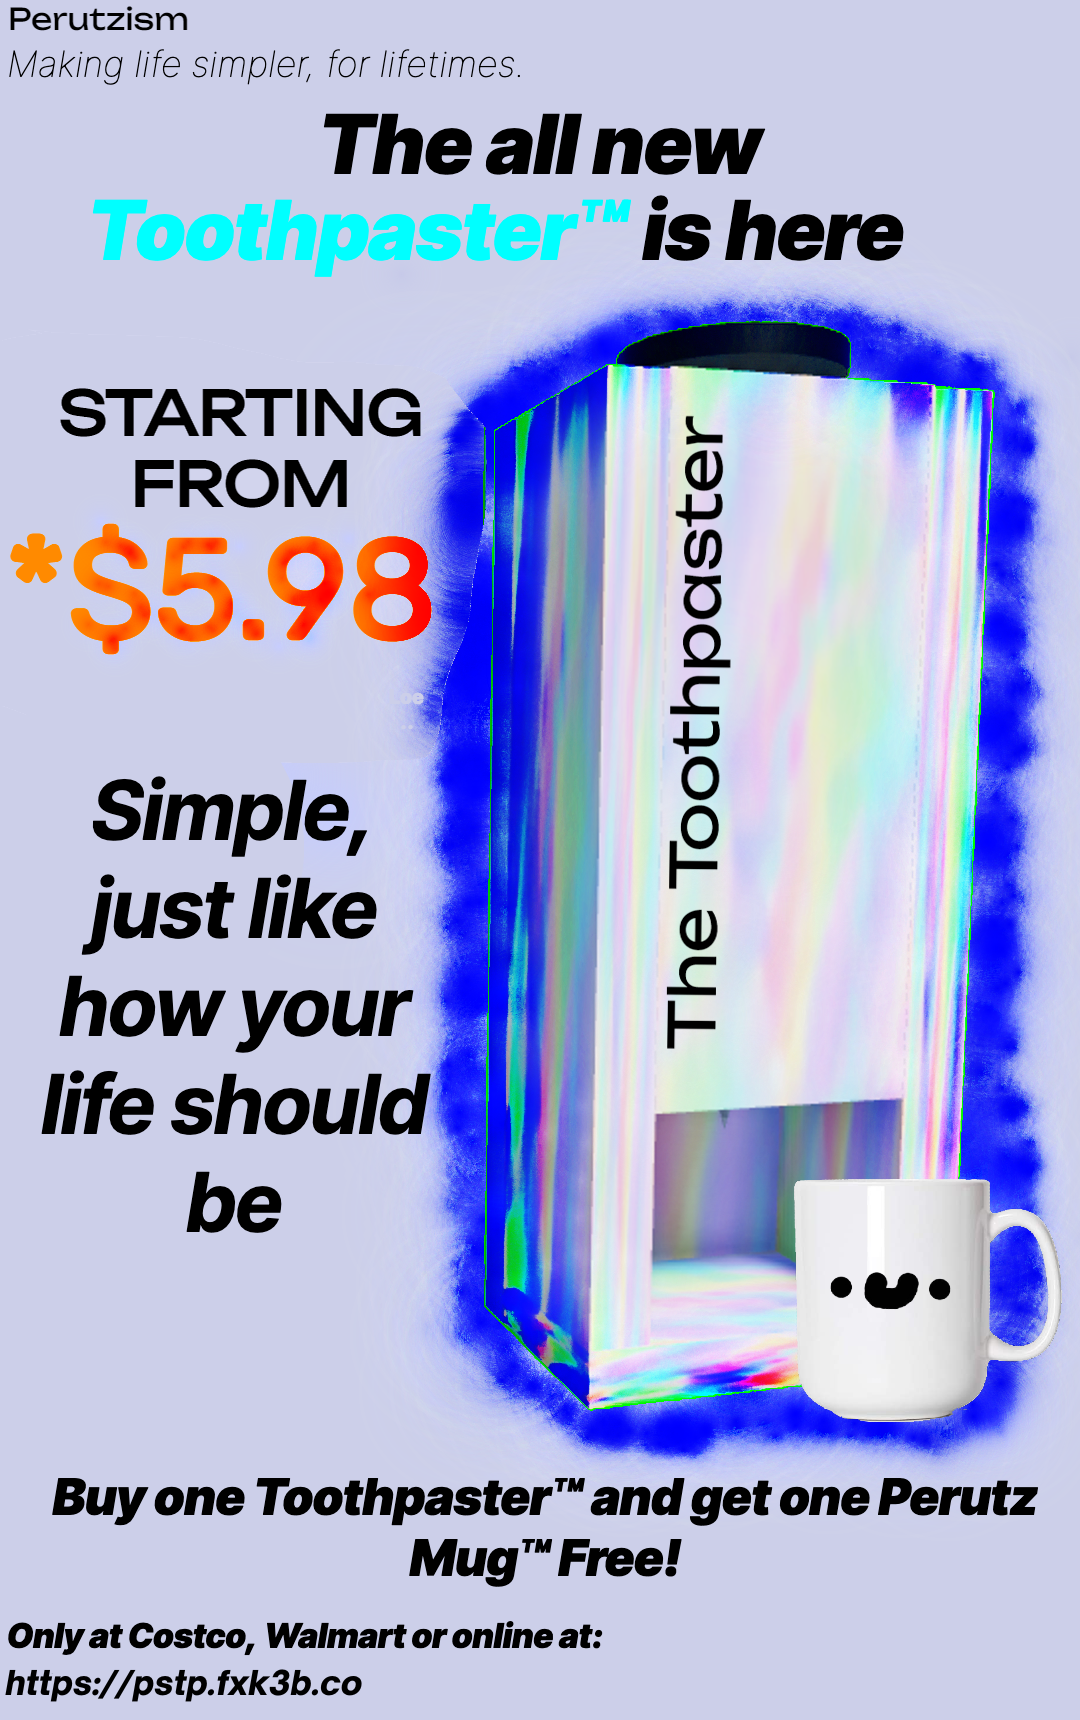 Perutzism
Making life simpler, for lifetimes.
The all new
Toothpaster™ is here
STARTING
FROM
*$5.98
The Toothpaster
Simple,
just like
how your
life should
be
Buy one Toothpaster™ and get one Perutz
Mug™ Free!
Only at Costco, Walmart or online at:
https://pstp.fxk3b.co